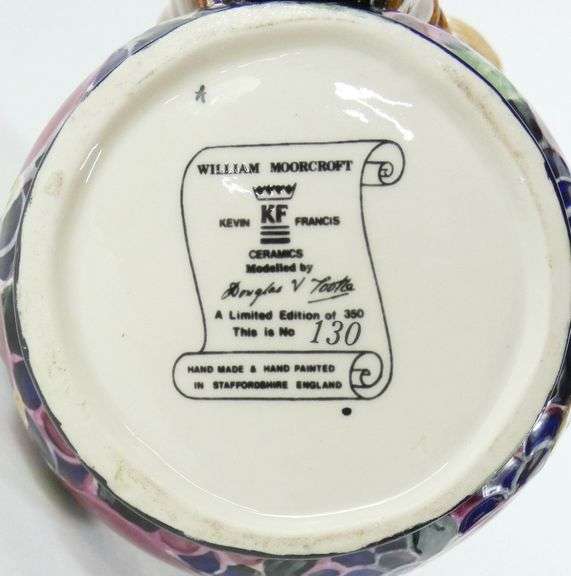 A
WILLIAM MOORCROFT
KEVIN KF FRANCIS
CERAMICS
Modelled by
Douglas V Tootle
A Limited Edition of 350
This is No 130
HAND MADE & HAND PAINTED
IN STAFFORDSHIRE ENGLAND